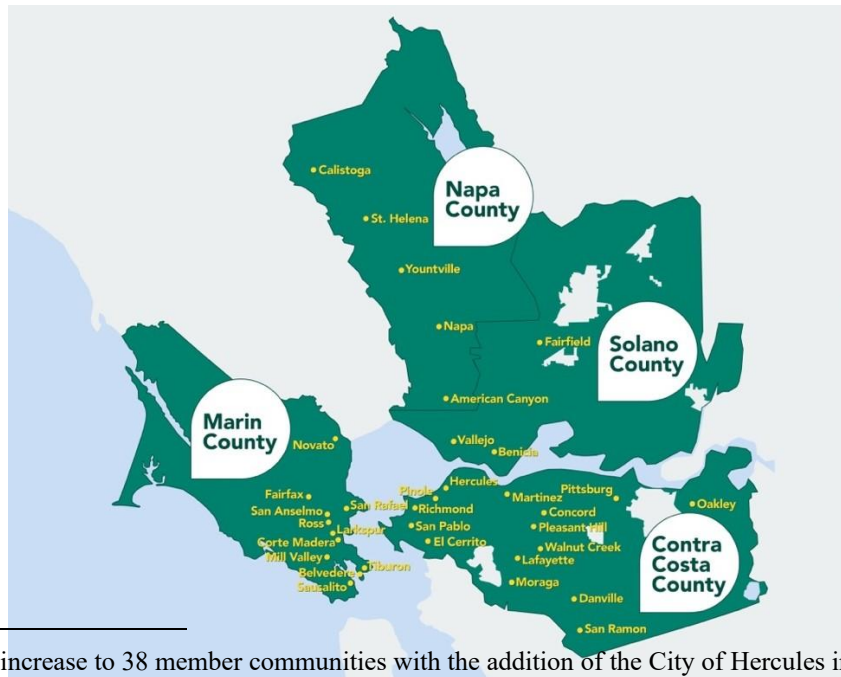 Calistoga
Napa
County
St. Helena
Yountville
Napa
Fairfield
Solano
County
American Canyon
Marin
County
Vallejo
Benicia
Novato
Hercules
Pinole
Martinez
Pittsburg
Fairfax
San Rafael
Richmond
Concord
Oakley
San Anselmo
Ross
San Pablo
Pleasant Hill
Larkspur
Corte Madera
El Cerrito
Walnut Creek
Contra
Costa
County
Mill Valley
Lafayette
Tiburon
Belvedere
Moraga
Sausalito
Danville
San Ramon
increase to 38 member communities with the addition of the City of Hercules